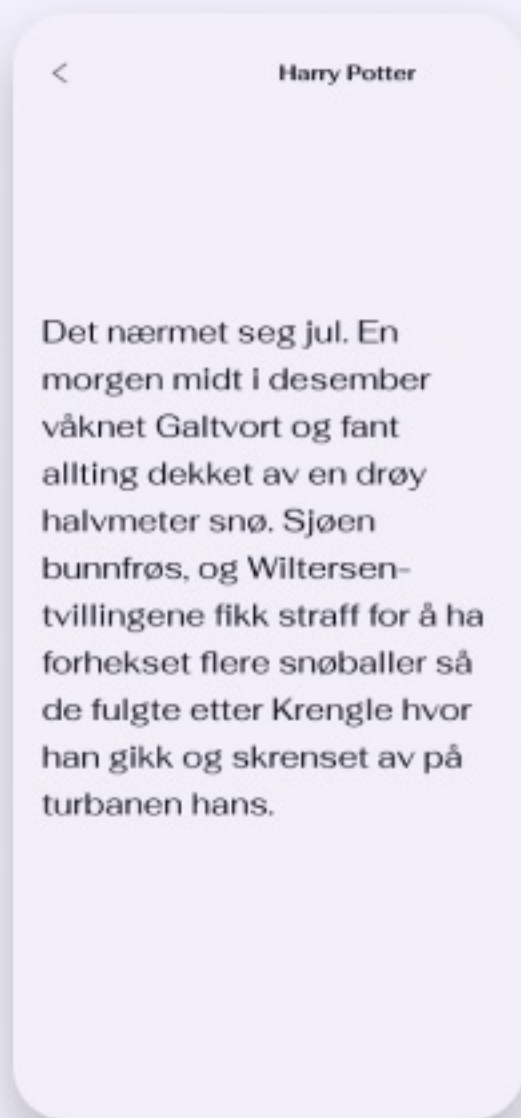 Harry Potter
Det nærmet seg jul. En
morgen midt i desember
våknet Galtvort og fant
allting dekket av en drøy
halvmeter snø. Sjøen
bunnfrøs, og Wiltersen-
tvillingene fikk straff for å ha
forhekset flere snøballer så
de fulgte etter Krengle hvor
han gikk og skrenset av på
turbanen hans.